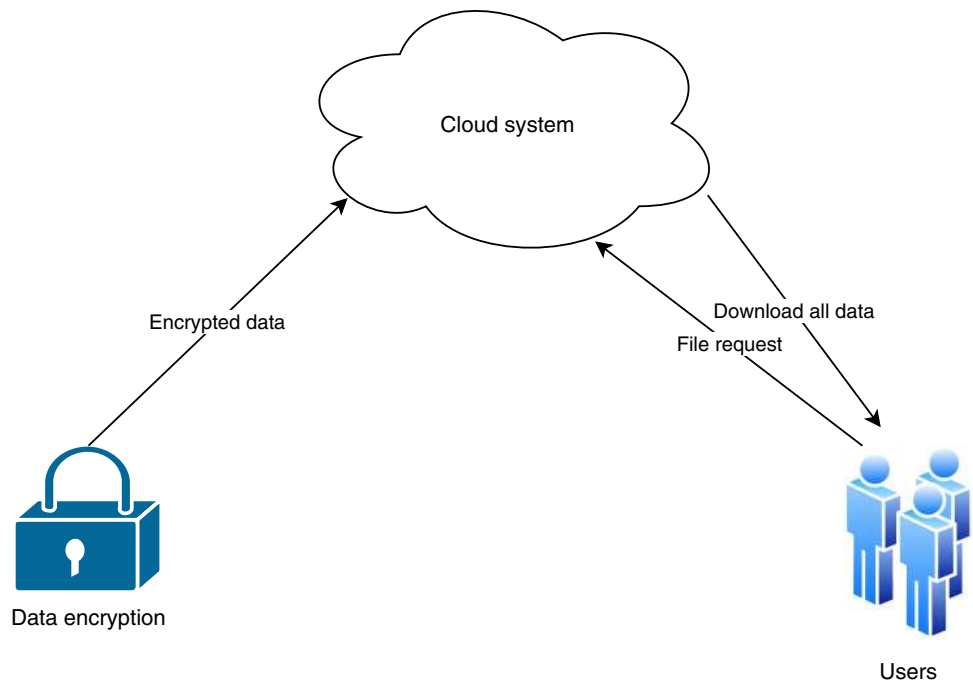 Cloud system
Encrypted data
Download all data
File request
Data encryption
Users